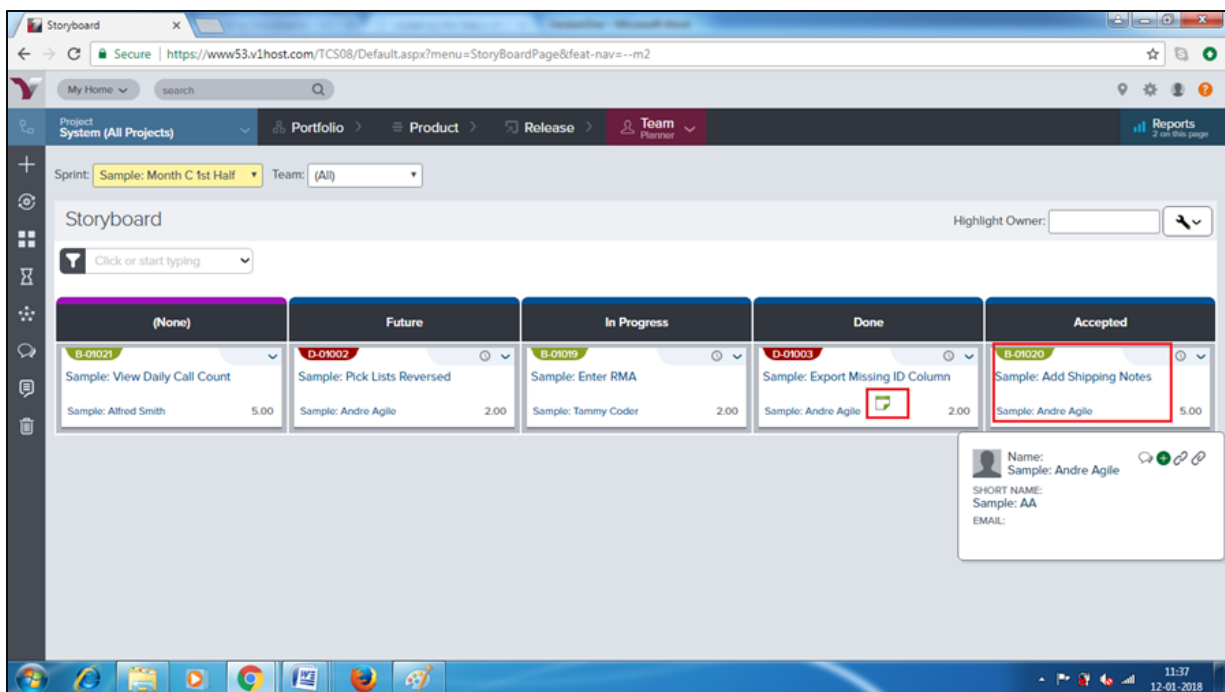 Storyboard
Secure | https://www53.v1host.com/TCS08/Default.aspx?menu=StoryBoardPage&feat-nav=--m2
My Home search
Project
System (All Projects)
Portfolio Product Release Team
Planner
Reports
2 on this page
Sprint: Sample: Month C 1st Half Team: (All)
Storyboard Highlight Owner:
Click or start typing
(None) Future In Progress Done Accepted
B-01021 D-01002 B-01019 D-01003 B-01020
Sample: View Daily Call Count Sample: Pick Lists Reversed Sample: Enter RMA Sample: Export Missing ID Column Sample: Add Shipping Notes
Sample: Alfred Smith 5.00 Sample: Andre Agile 2.00 Sample: Tammy Coder 2.00 Sample: Andre Agile 2.00 Sample: Andre Agile 5.00
Name:
Sample: Andre Agile
SHORT NAME:
Sample: AA
EMAIL:
11:37
12-01-2018